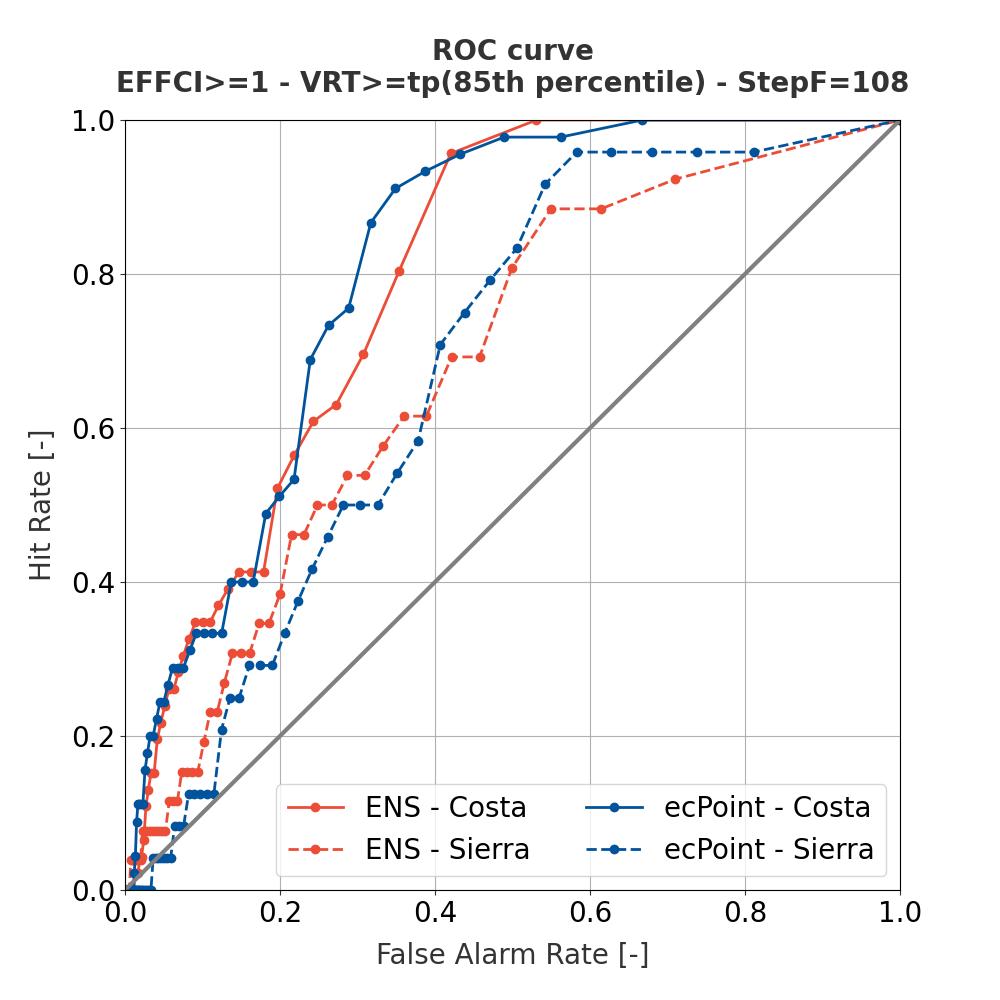 ROC curve
EFFCI>=1 - VRT>=tp(85th percentile) - StepF=108
1.0
0.8
0.6
0.4
0.2
0.0
Hit Rate [-]
0.0 0.2 0.4 0.6 0.8 1.0
False Alarm Rate [-]
ENS - Costa
ENS - Sierra
ecPoint - Costa
ecPoint - Sierra